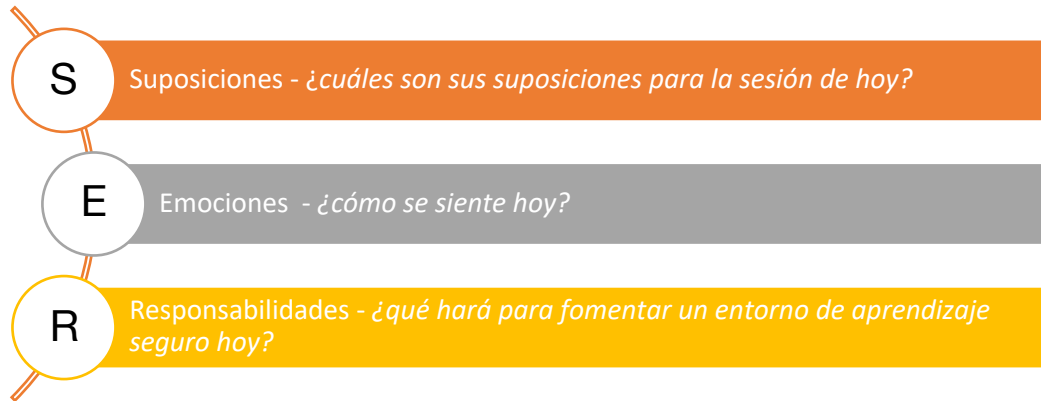 S
Suposiciones - ¿cuáles son sus suposiciones para la sesión de hoy?
E
Emociones - ¿cómo se siente hoy?
R
Responsabilidades - ¿qué hará para fomentar un entorno de aprendizaje
seguro hoy?